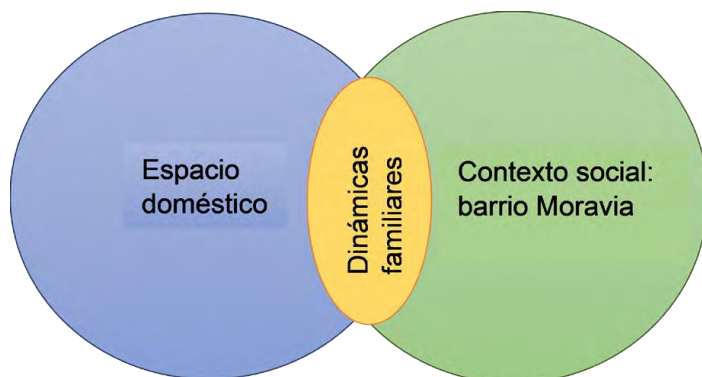 Espacio
doméstico
Dinámicas
familiares
Contexto social:
barrio Moravia